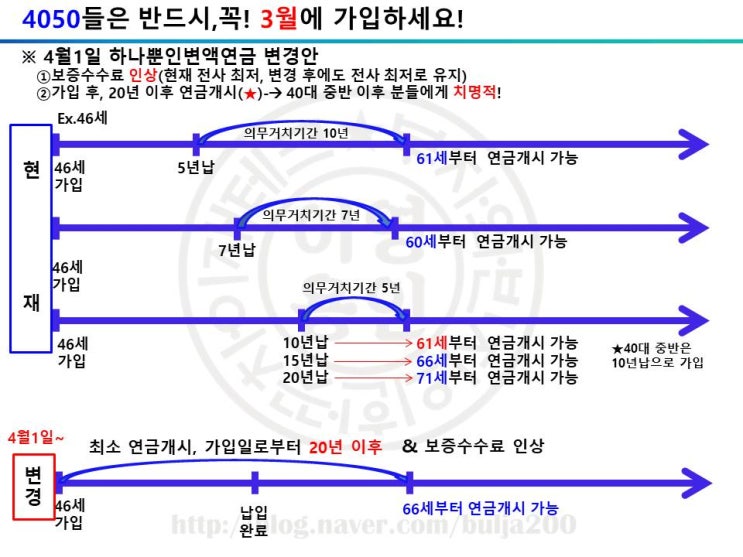 4050들은 반드시,꼭! 3월에 가입하세요!
※ 4월1일 하나뿐인변액연금 변경안
①보증수수료 인상(현재 전사 최저, 변경 후에도 전사 최저로 유지)
②가입 후, 20년 이후 연금개시(★)-→ 40대 중반 이후 분들에게 치명적!
Ex.46세
현
재
의무거치기간 10년
46세
가입
5년납
61세부터 연금개시 가능
의무거치기간 7년
7년납
60세부터 연금개시 가능
46세
가입
의무거치기간 5년
46세
가입
10년납
61세부터 연금개시 가능
15년납
66세부터 연금개시 가능
20년납
71세부터 연금개시 가능
★40대 중반은
10년납으로 가입
4월1일~
변
경
최소 연금개시, 가입일로부터 20년 이후 & 보증수수료 인상
46세
가입
납입
완료
66세부터 연금개시 가능
http://blog.naver.com/bulja200